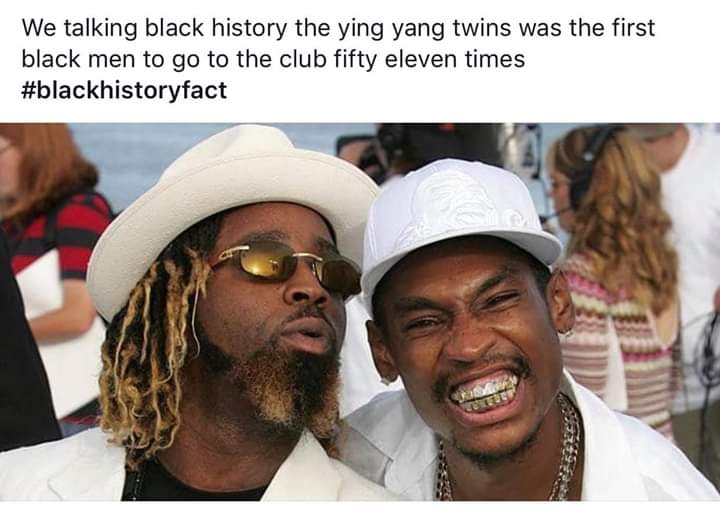 We talking black history the ying yang twins was the first
black men to go to the club fifty eleven times
#blackhistoryfact